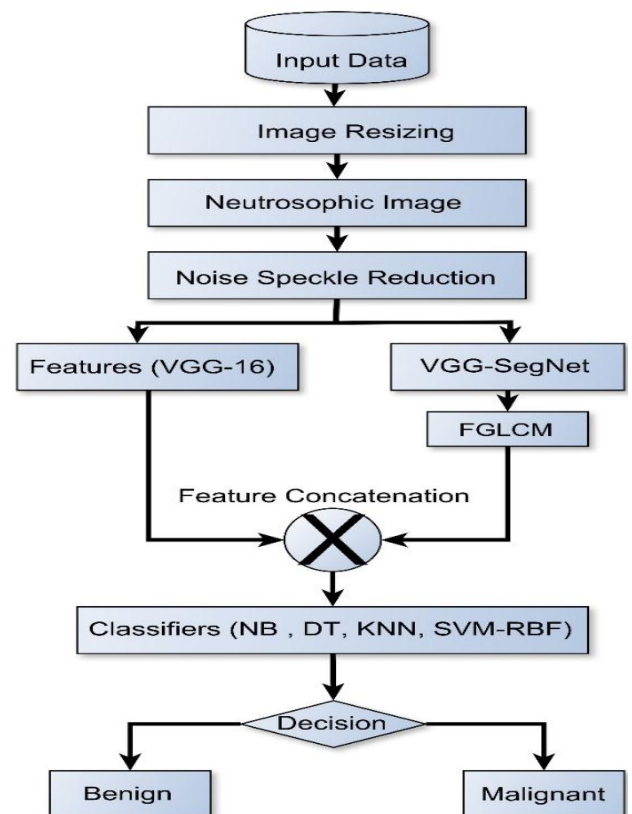 Input Data
Image Resizing
Neutrosophic Image
Noise Speckle Reduction
Features (VGG-16)
VGG-SegNet
FGLCM
Feature Concatenation
X
Classifiers (NB , DT, KNN, SVM-RBF)
Decision
Benign
Malignant